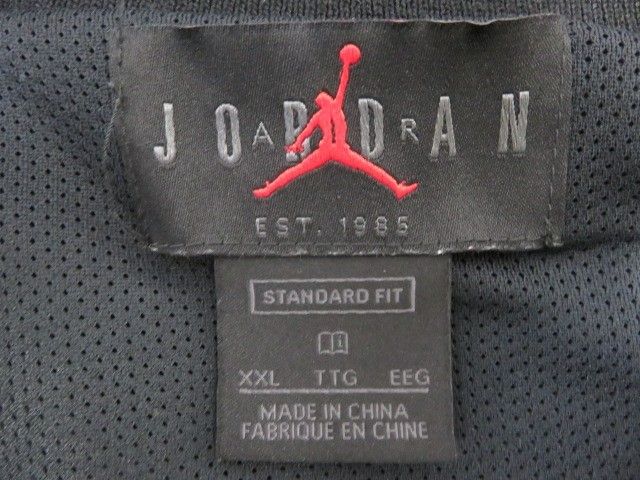 JORDAN
AIR
EST. 1985
STANDARD FIT
XXL TTG EEG
MADE IN CHINA
FABRIQUE EN CHINE